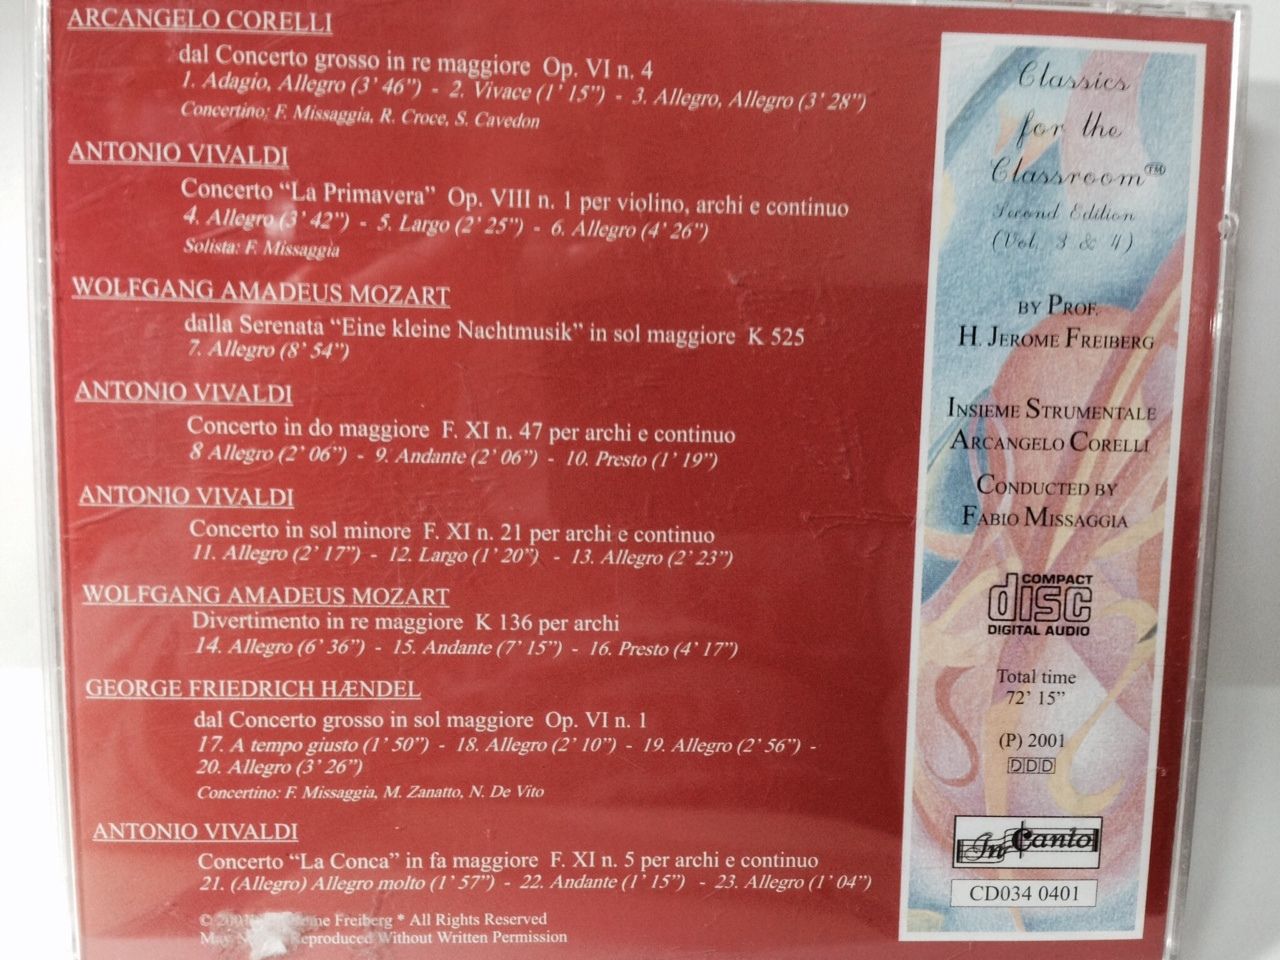 ARCANGELO CORELLI
dal Concerto grosso in re maggiore Op. VI n. 4
1. Adagio, Allegro (3' 46") - 2. Vivace (1' 15") - 3. Allegro, Allegro (3' 28")
Concertino: F. Missaggia, R. Croce, S. Cavedon
ANTONIO VIVALDI
Concerto "La Primavera" Op. VIII n. 1 per violino, archi e continuo
4. Allegro (3' 42") - 5. Largo (2' 25") - 6. Allegro (4' 26")
Solista: F. Missaggia
WOLFGANG AMADEUS MOZART
dalla Serenata "Eine kleine Nachtmusik" in sol maggiore K 525
7. Allegro (8' 54")
ANTONIO VIVALDI
Concerto in do maggiore F. XI n. 47 per archi e continuo
8 Allegro (2' 06") - 9. Andante (2' 06") - 10. Presto (1' 19")
ANTONIO VIVALDI
Concerto in sol minore F. XI n. 21 per archi e continuo
11. Allegro (2' 17") - 12. Largo (1' 20") - 13. Allegro (2' 23")
WOLFGANG AMADEUS MOZART
Divertimento in re maggiore K 136 per archi
14. Allegro (6' 36") - 15. Andante (7' 15") - 16. Presto (4' 17")
GEORGE FRIEDRICH HÆNDEL
dal Concerto grosso in sol maggiore Op. VI n. 1
17. A tempo giusto (1' 50") - 18. Allegro (2' 10") - 19. Allegro (2' 56") -
20. Allegro (3' 26")
Concertino: F. Missaggia, M. Zanatto, N. De Vito
ANTONIO VIVALDI
Concerto "La Conca" in fa maggiore F. XI n. 5 per archi e continuo
21. (Allegro) Allegro molto (1' 57") - 22. Andante (1' 15") - 23. Allegro (1' 04")
© Freiberg * All Rights Reserved
May Reproduced Without Written Permission
Classics
for the
Classroom™
Second Edition
(Vol. 3 & 4)
BY PROF.
H. JEROME FREIBERG
INSIEME STRUMENTALE
ARCANGELO CORELLI
CONDUCTED BY
FABIO MISSAGGIA
COMPACT
disc
DIGITAL AUDIO
Total time
72' 15"
(P) 2001
DDD
In Canto
CD034 0401